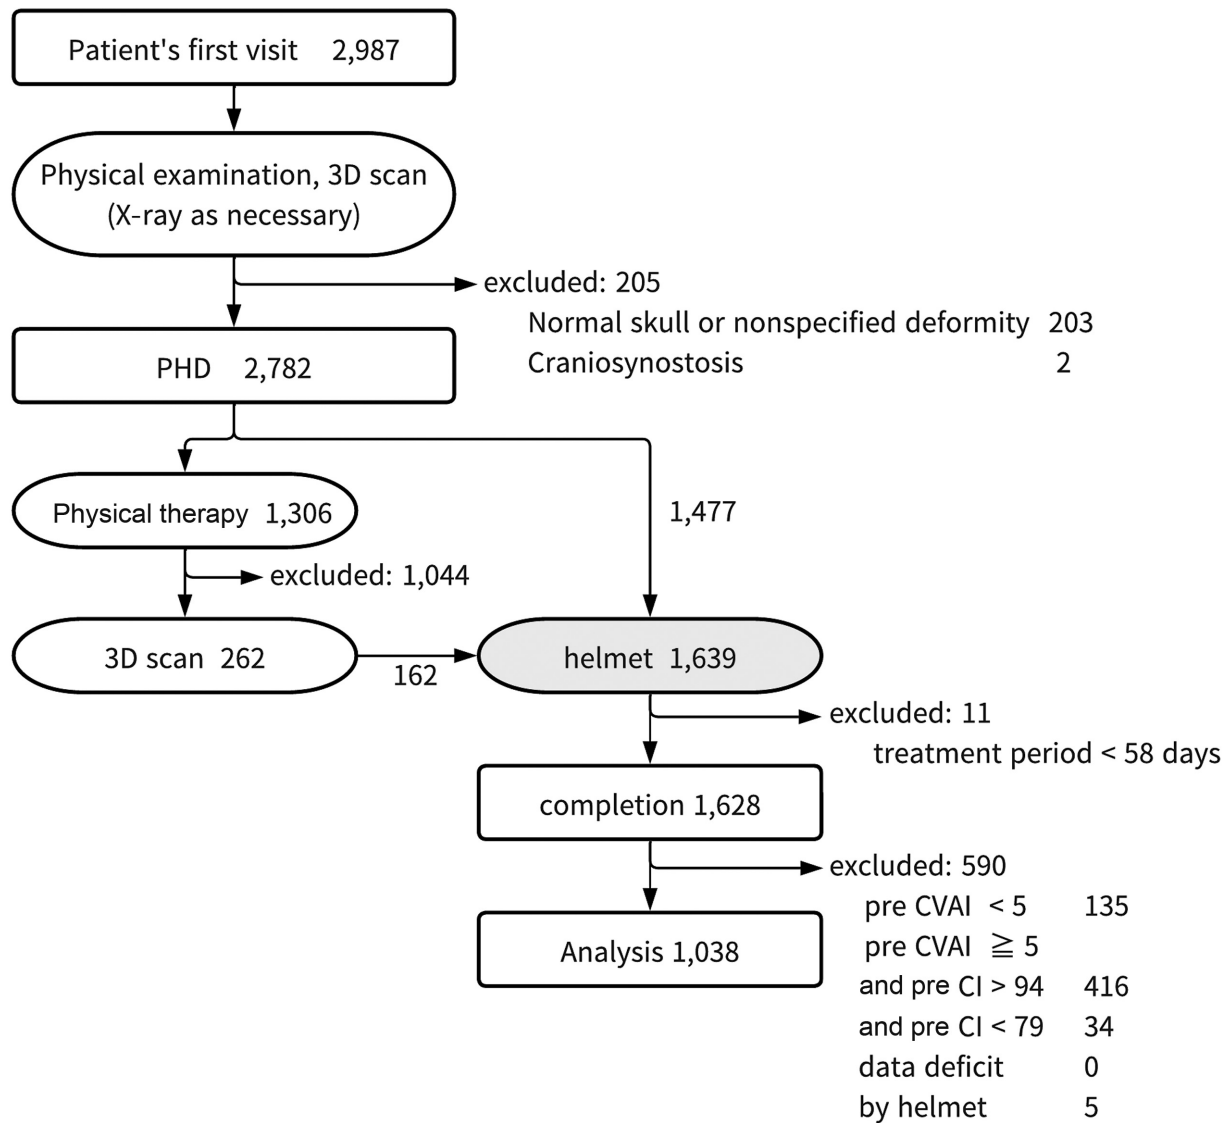 Patient's first visit 2,987
Physical examination, 3D scan
(X-ray as necessary)
excluded: 205
Normal skull or nonspecified deformity 203
Craniosynostosis 2
PHD 2,782
Physical therapy 1,306
1,477
excluded: 1,044
3D scan 262
162
helmet 1,639
excluded: 11
treatment period < 58 days
completion 1,628
excluded: 590
pre CVAI < 5 135
pre CVAI ≧ 5
and pre CI > 94 416
and pre CI < 79 34
data deficit 0
by helmet 5
Analysis 1,038